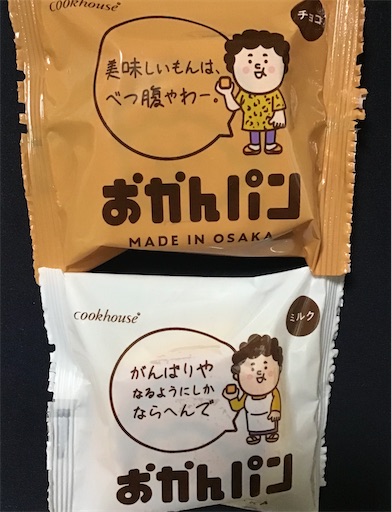 cookhouse
チョコ
美味しいもんは、
べつ腹やわー。
おかんパン
MADE IN OSAKA
cookhouse
ミルク
がんばりや
なるようにしか
ならへんで
おかんパン